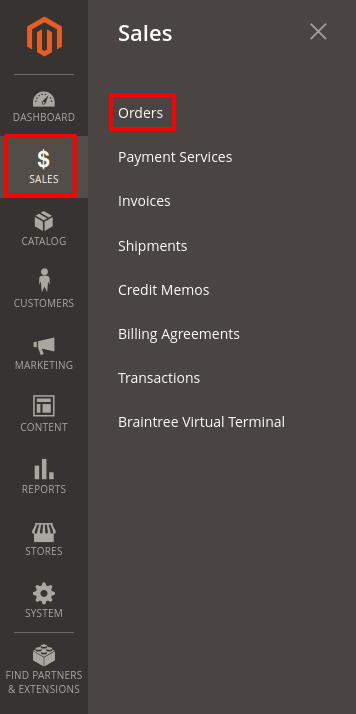 DASHBOARD
SALES
CATALOG
CUSTOMERS
MARKETING
CONTENT
REPORTS
STORES
SYSTEM
FIND PARTNERS
& EXTENSIONS
Sales
Orders
Payment Services
Invoices
Shipments
Credit Memos
Billing Agreements
Transactions
Braintree Virtual Terminal